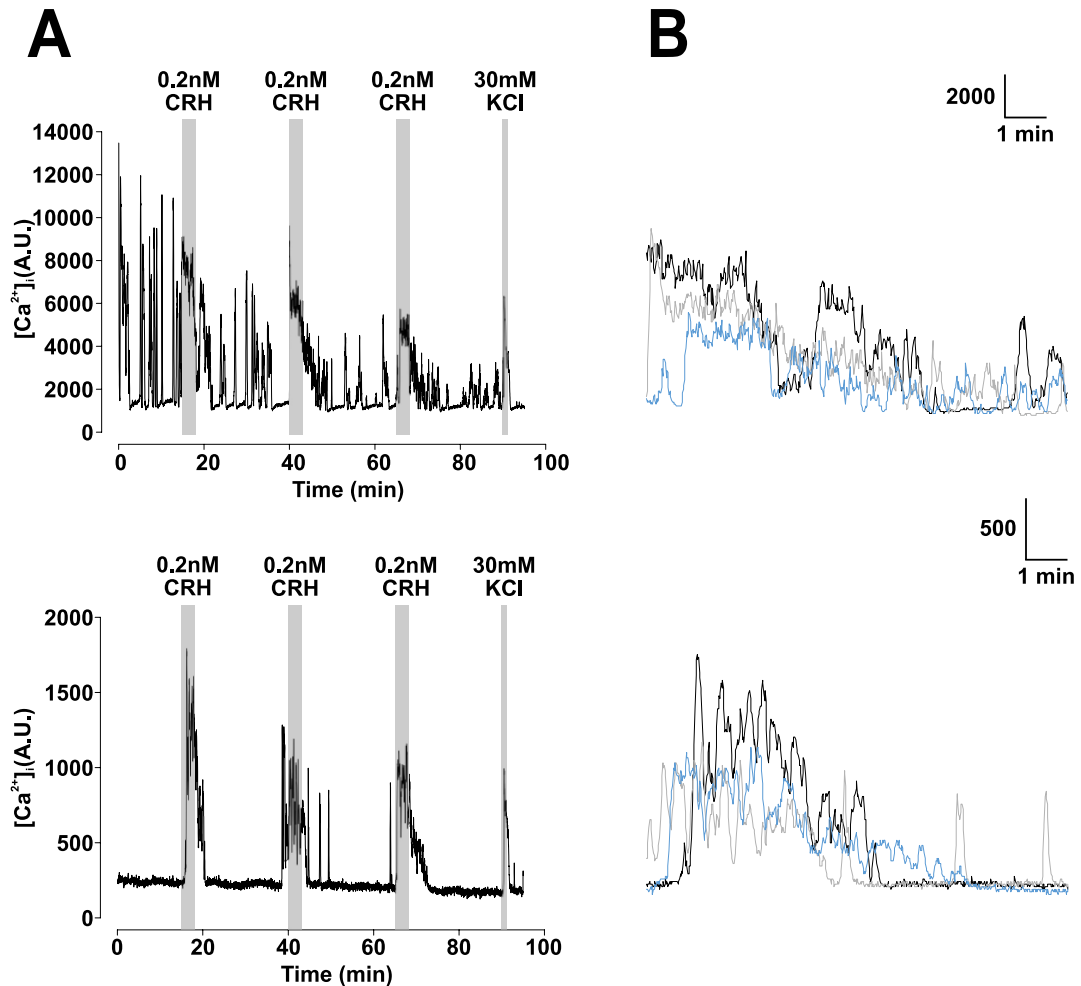 A
B
0.2nM 0.2nM 0.2nM 30mM
CRH CRH CRH KCl
2000
1 min
14000
12000
10000
8000
6000
4000
2000
0
[Ca²⁺]ᵢ(A.U.)
0 20 40 60 80 100
Time (min)
500
1 min
0.2nM 0.2nM 0.2nM 30mM
CRH CRH CRH KCl
2000
1500
1000
500
0
[Ca²⁺]ᵢ(A.U.)
0 20 40 60 80 100
Time (min)